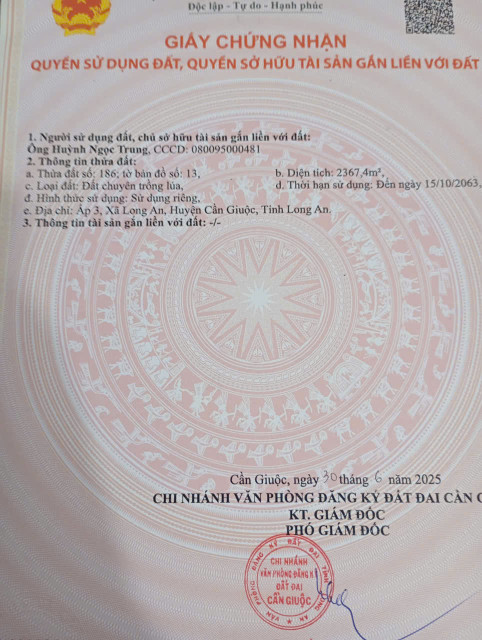 Độc lập - Tự do - Hạnh phúc
GIẤY CHỨNG NHẬN
QUYỀN SỬ DỤNG ĐẤT, QUYỀN SỞ HỮU TÀI SẢN GẮN LIỀN VỚI ĐẤT
1. Người sử dụng đất, chủ sở hữu tài sản gắn liền với đất:
Ông Huỳnh Ngọc Trung, CCCD: 080095000481
2. Thông tin thửa đất:
a. Thửa đất số: 186; tờ bản đồ số: 13, b. Diện tích: 2367,4m²,
c. Loại đất: Đất chuyên trồng lúa, d. Thời hạn sử dụng: Đến ngày 15/10/2063,
đ. Hình thức sử dụng: Sử dụng riêng,
e. Địa chỉ: Ấp 3, Xã Long An, Huyện Cần Giuộc, Tỉnh Long An.
3. Thông tin tài sản gắn liền với đất: -/-
Cần Giuộc, ngày 30 tháng 6 năm 2025
CHI NHÁNH VĂN PHÒNG ĐĂNG KÝ ĐẤT ĐAI CẦN G
KT. GIÁM ĐỐC
PHÓ GIÁM ĐỐC
CHI NHÁNH
VĂN PHÒNG ĐĂNG K
ĐẤT ĐAI
CẦN GIUỘC